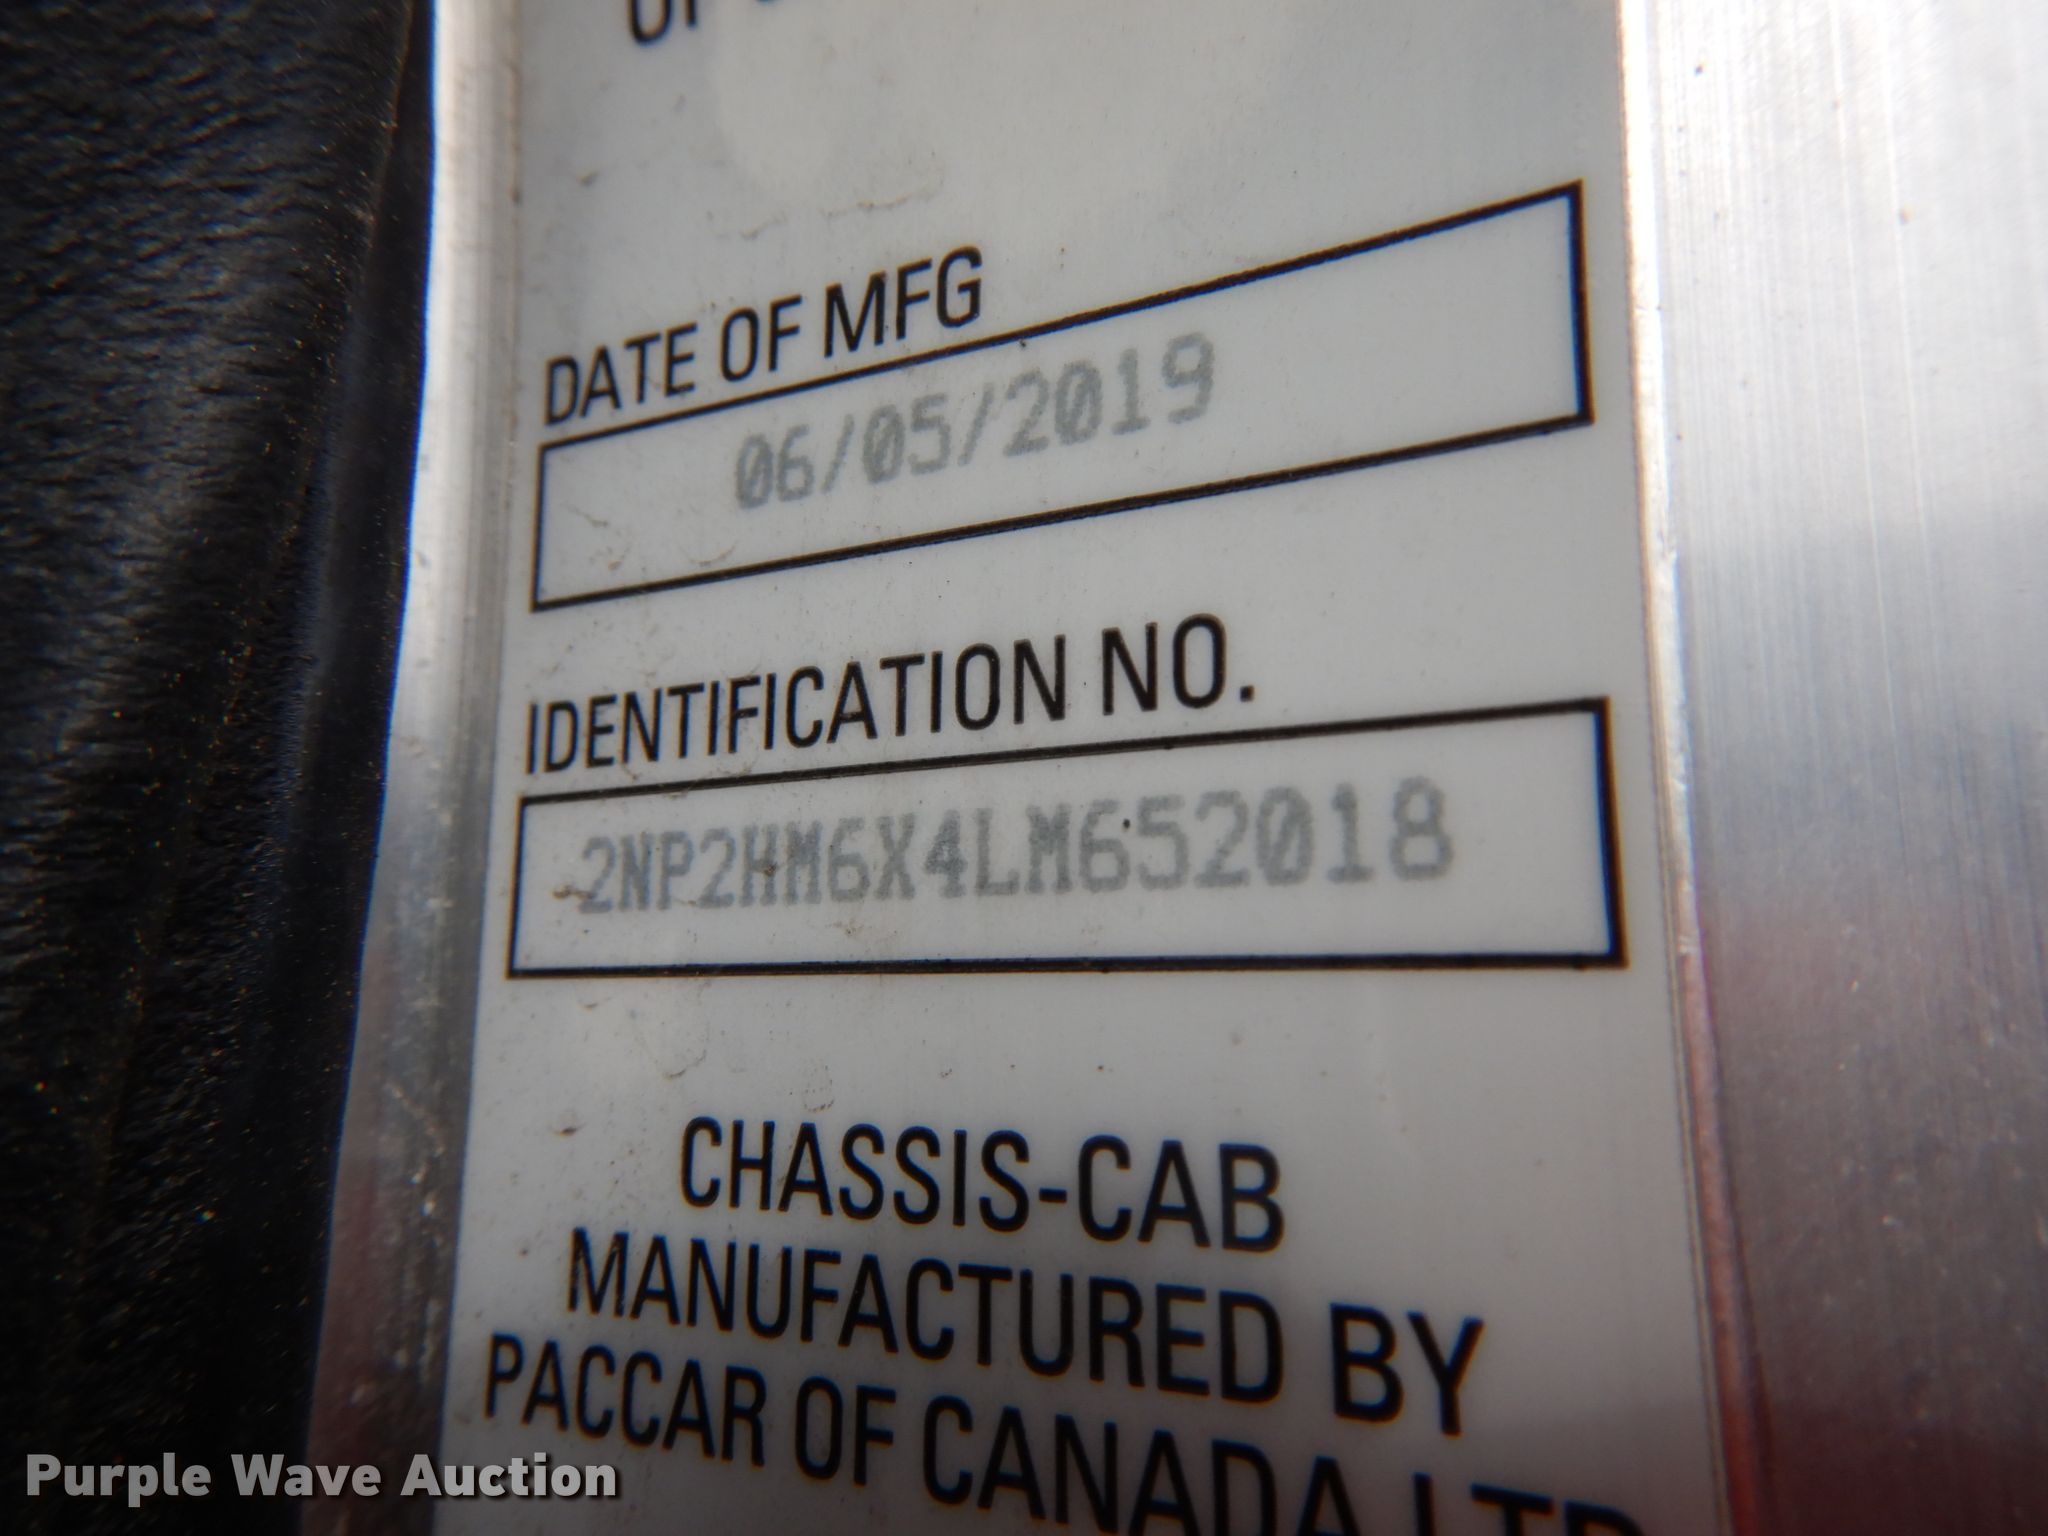 DATE OF MFG
06/05/2019
IDENTIFICATION NO.
2NP2HM6X4LM652018
CHASSIS-CAB
MANUFACTURED BY
PACCAR OF CANADA LTD
Purple Wave Auction